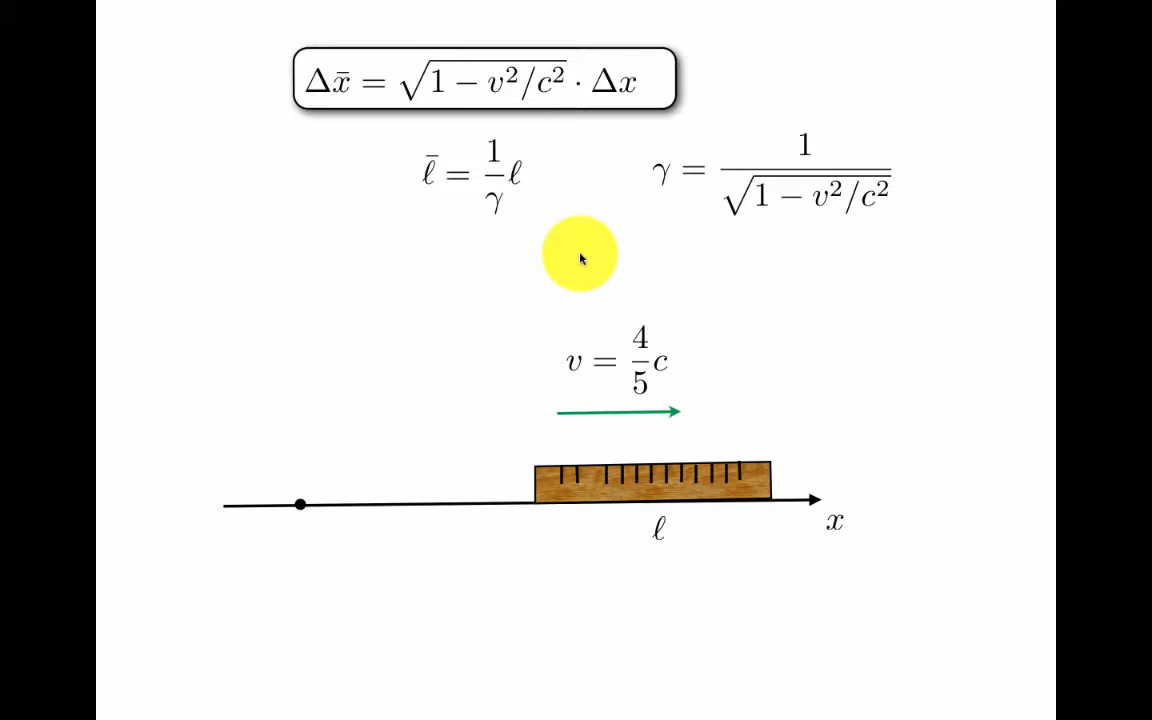 Δx̄ = √(1 − v²/c²) · Δx
ℓ̄ = 1/γ ℓ
γ = 1/√(1 − v²/c²)
v = 4/5 c
ℓ
x